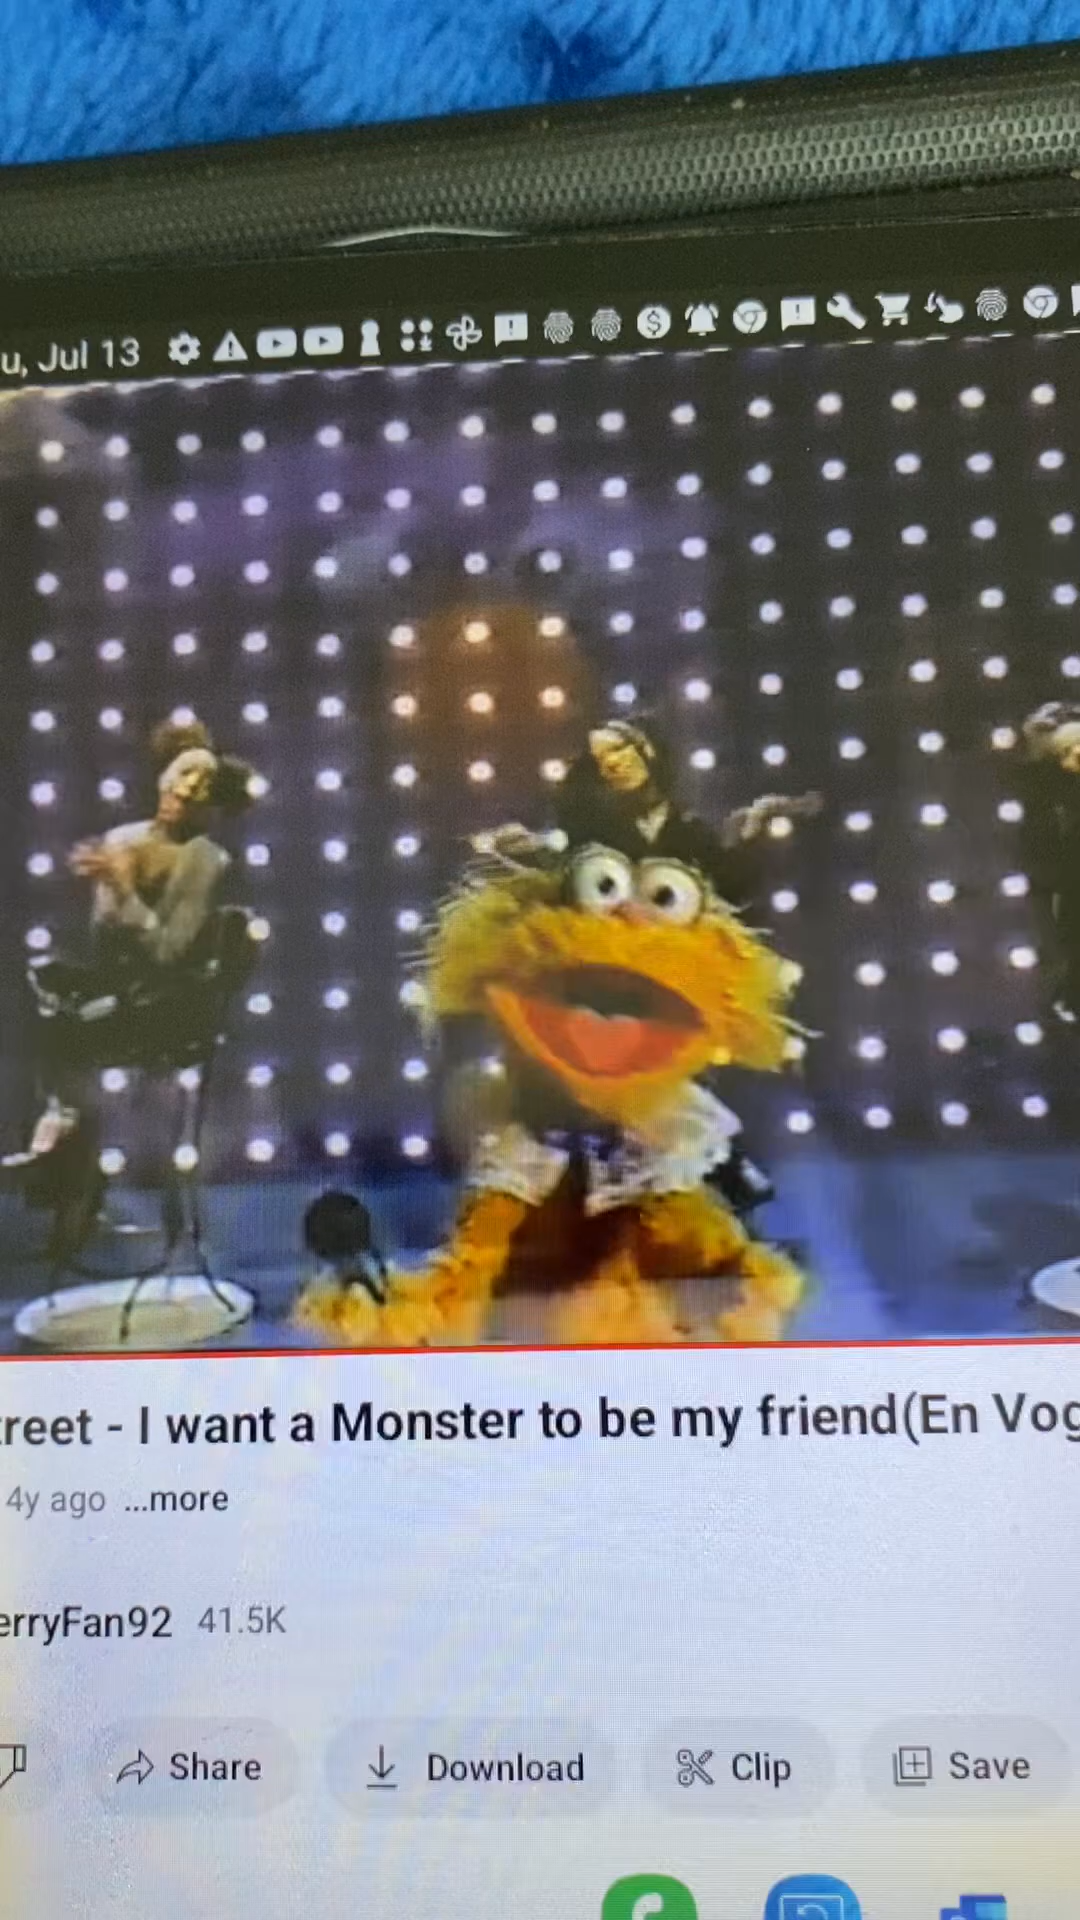 u, Jul 13
treet - I want a Monster to be my friend(En Vog
4y ago ...more
erryFan92 41.5K
Share Download Clip Save